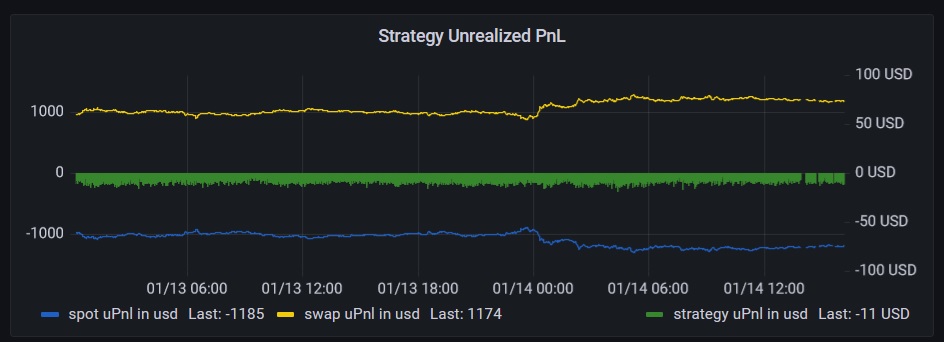 Strategy Unrealized PnL
100 USD
1000
50 USD
0
0 USD
-50 USD
-1000
-100 USD
01/13 06:00 01/13 12:00 01/13 18:00 01/14 00:00 01/14 06:00 01/14 12:00
spot uPnl in usd Last: -1185 swap uPnl in usd Last: 1174 strategy uPnl in usd Last: -11 USD